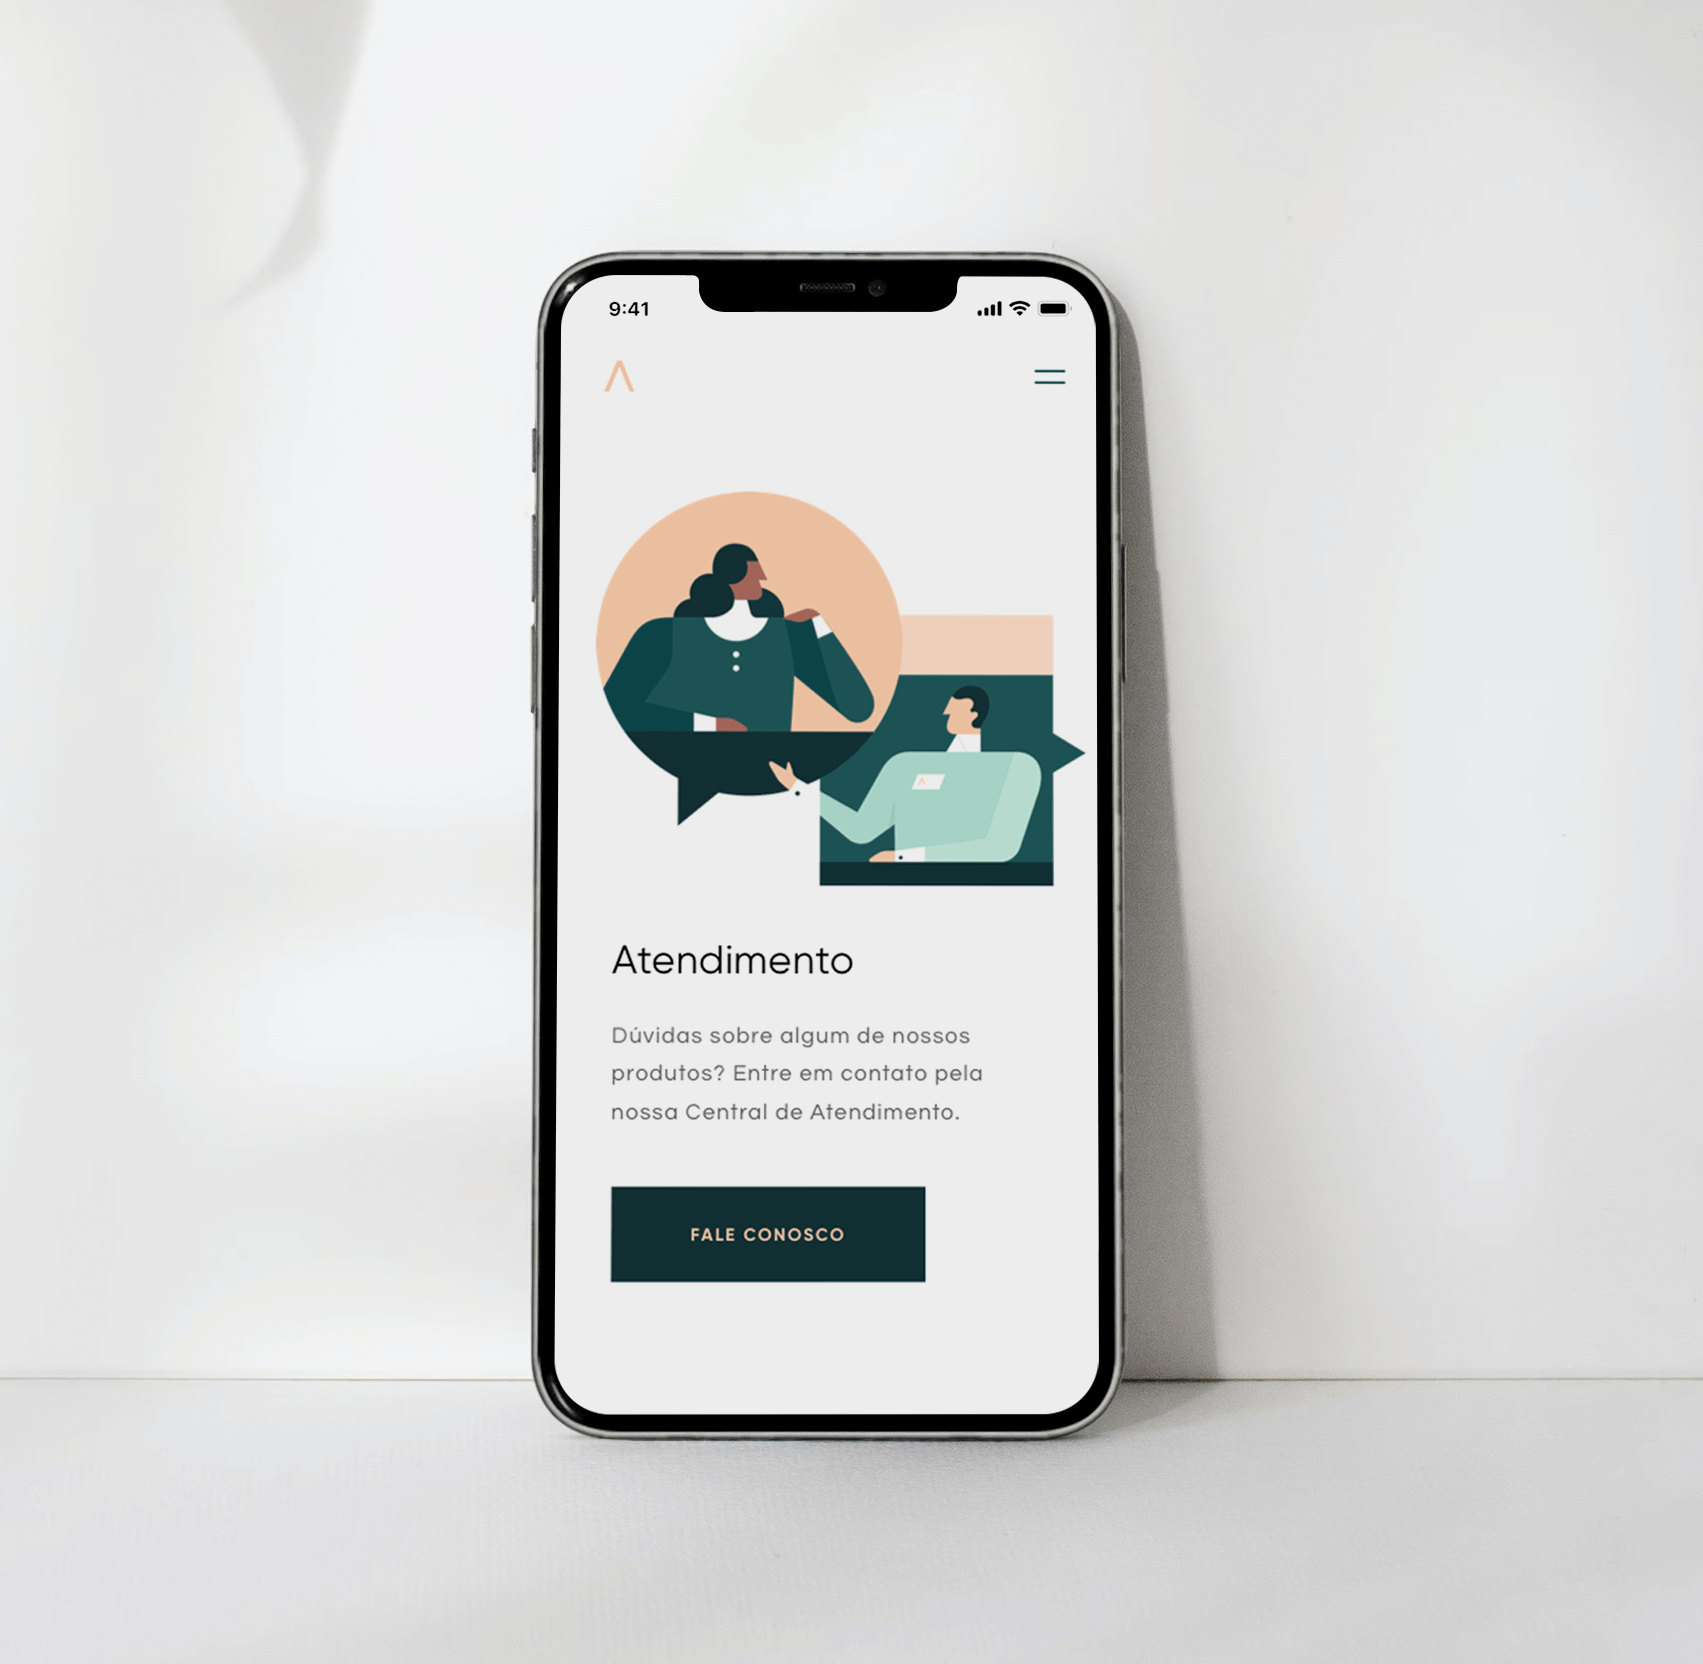 9:41
Atendimento
Dúvidas sobre algum de nossos
produtos? Entre em contato pela
nossa Central de Atendimento.
FALE CONOSCO